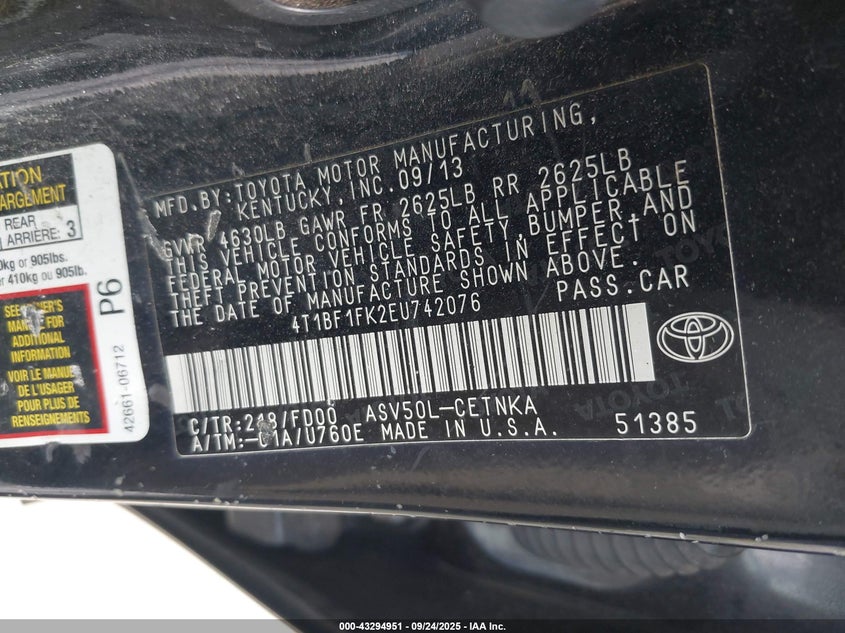 ATION
ARGEMENT
REAR
ARRIÈRE: 3
0kg or 905lbs.
r 410kg ou 905lb.
SEE OWNER'S
MANUAL FOR
ADDITIONAL
INFORMATION
VOIR LE MANUEL
DE L'USAGER
POUR PLUS DE
RENSEIGNEMENTS
P6
42661-06712
MFD.BY:TOYOTA MOTOR MANUFACTURING,
KENTUCKY,INC.09/13
GVWR 4630LB GAWR FR 2625LB RR 2625LB
THIS VEHICLE CONFORMS TO ALL APPLICABLE
FEDERAL MOTOR VEHICLE SAFETY,BUMPER,AND
THEFT PREVENTION STANDARDS IN EFFECT ON
THE DATE OF MANUFACTURE SHOWN ABOVE.
4T1BF1FK2EU742076 PASS.CAR
C/TR:218/FD00 ASV50L-CETNKA
A/TM:-01A/U760E MADE IN U.S.A. 51385
TOYOTA
000-43294951 - 09/24/2025 - IAA Inc.